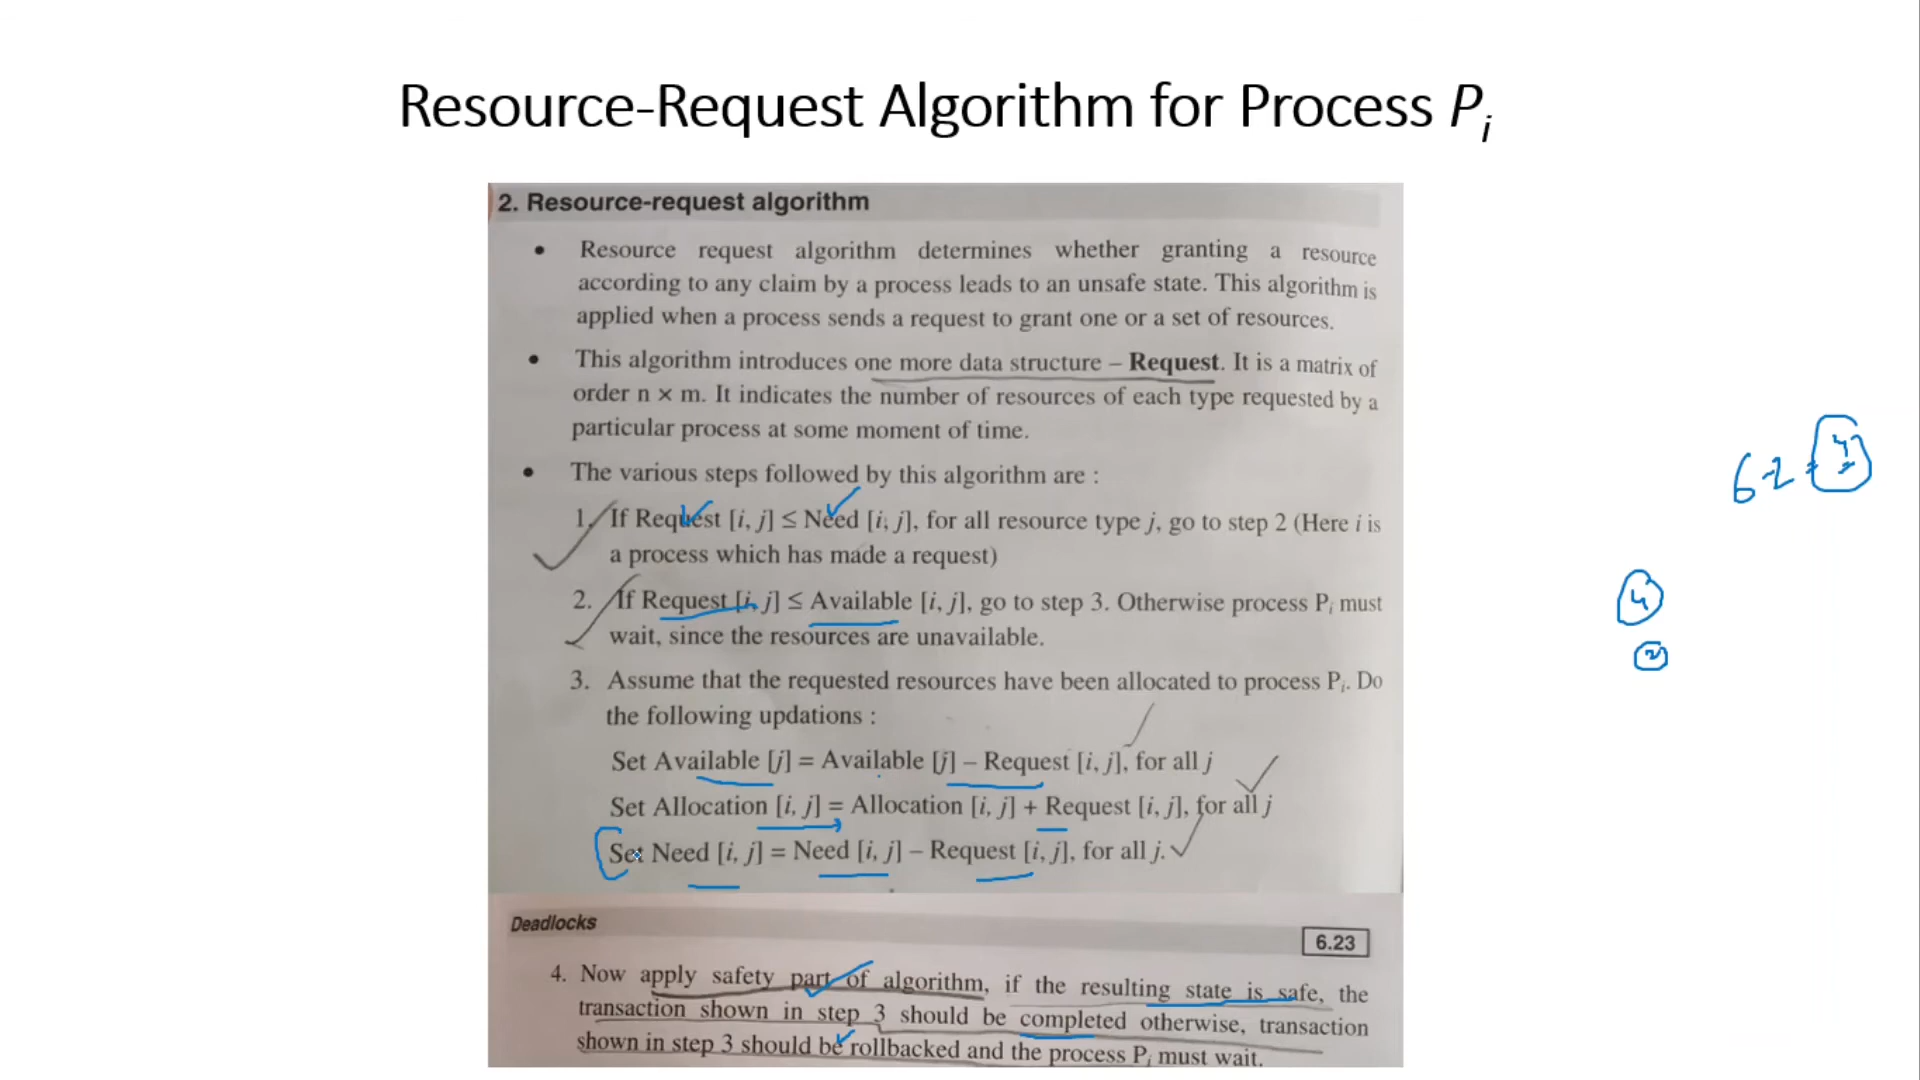 Resource-Request Algorithm for Process Pi
2. Resource-request algorithm
• Resource request algorithm determines whether granting a resource
according to any claim by a process leads to an unsafe state. This algorithm is
applied when a process sends a request to grant one or a set of resources.
• This algorithm introduces one more data structure – Request. It is a matrix of
order n × m. It indicates the number of resources of each type requested by a
particular process at some moment of time.
• The various steps followed by this algorithm are :
1. If Request [i, j] ≤ Need [i, j], for all resource type j, go to step 2 (Here i is
a process which has made a request)
2. If Request [i, j] ≤ Available [i, j], go to step 3. Otherwise process Pi must
wait, since the resources are unavailable.
3. Assume that the requested resources have been allocated to process Pi. Do
the following updations :
Set Available [j] = Available [j] – Request [i, j], for all j
Set Allocation [i, j] = Allocation [i, j] + Request [i, j], for all j
Set Need [i, j] = Need [i, j] – Request [i, j], for all j.
Deadlocks
6.23
4. Now apply safety part of algorithm, if the resulting state is safe, the
transaction shown in step 3 should be completed otherwise, transaction
shown in step 3 should be rollbacked and the process Pi must wait.
6-2 = 4
4
2